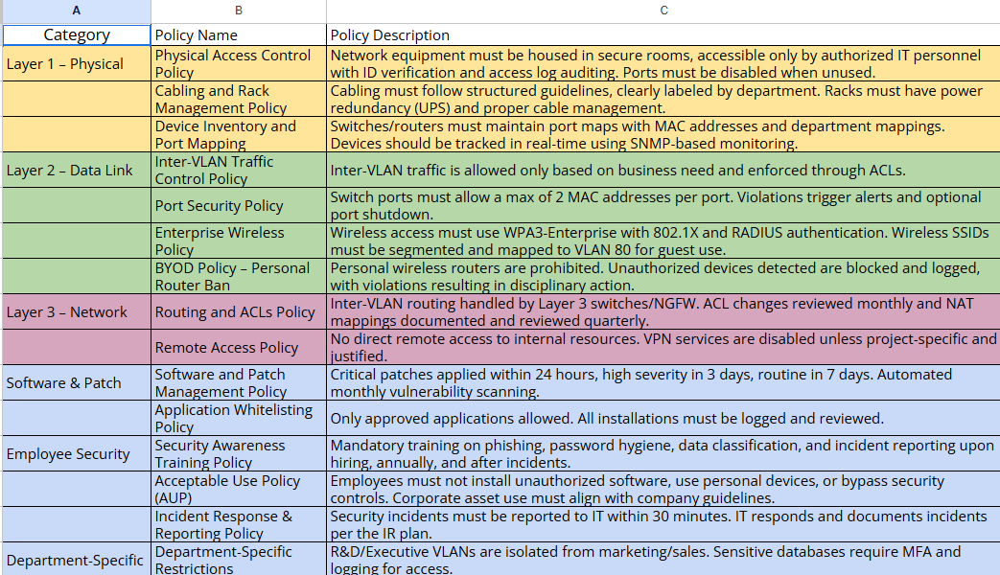 A B C
Category Policy Name Policy Description
Layer 1 – Physical
Physical Access Control
Policy
Network equipment must be housed in secure rooms, accessible only by authorized IT personnel
with ID verification and access log auditing. Ports must be disabled when unused.
Cabling and Rack
Management Policy
Cabling must follow structured guidelines, clearly labeled by department. Racks must have power
redundancy (UPS) and proper cable management.
Device Inventory and
Port Mapping
Switches/routers must maintain port maps with MAC addresses and department mappings.
Devices should be tracked in real-time using SNMP-based monitoring.
Layer 2 – Data Link
Inter-VLAN Traffic
Control Policy
Inter-VLAN traffic is allowed only based on business need and enforced through ACLs.
Port Security Policy
Switch ports must allow a max of 2 MAC addresses per port. Violations trigger alerts and optional
port shutdown.
Enterprise Wireless
Policy
Wireless access must use WPA3-Enterprise with 802.1X and RADIUS authentication. Wireless SSIDs
must be segmented and mapped to VLAN 80 for guest use.
BYOD Policy – Personal
Router Ban
Personal wireless routers are prohibited. Unauthorized devices detected are blocked and logged,
with violations resulting in disciplinary action.
Layer 3 – Network
Routing and ACLs Policy
Inter-VLAN routing handled by Layer 3 switches/NGFW. ACL changes reviewed monthly and NAT
mappings documented and reviewed quarterly.
Remote Access Policy
No direct remote access to internal resources. VPN services are disabled unless project-specific and
justified.
Software & Patch
Software and Patch
Management Policy
Critical patches applied within 24 hours, high severity in 3 days, routine in 7 days. Automated
monthly vulnerability scanning.
Application Whitelisting
Policy
Only approved applications allowed. All installations must be logged and reviewed.
Employee Security
Security Awareness
Training Policy
Mandatory training on phishing, password hygiene, data classification, and incident reporting upon
hiring, annually, and after incidents.
Acceptable Use Policy
(AUP)
Employees must not install unauthorized software, use personal devices, or bypass security
controls. Corporate asset use must align with company guidelines.
Incident Response &
Reporting Policy
Security incidents must be reported to IT within 30 minutes. IT responds and documents incidents
per the IR plan.
Department-Specific
Department-Specific
Restrictions
R&D/Executive VLANs are isolated from marketing/sales. Sensitive databases require MFA and
logging for access.